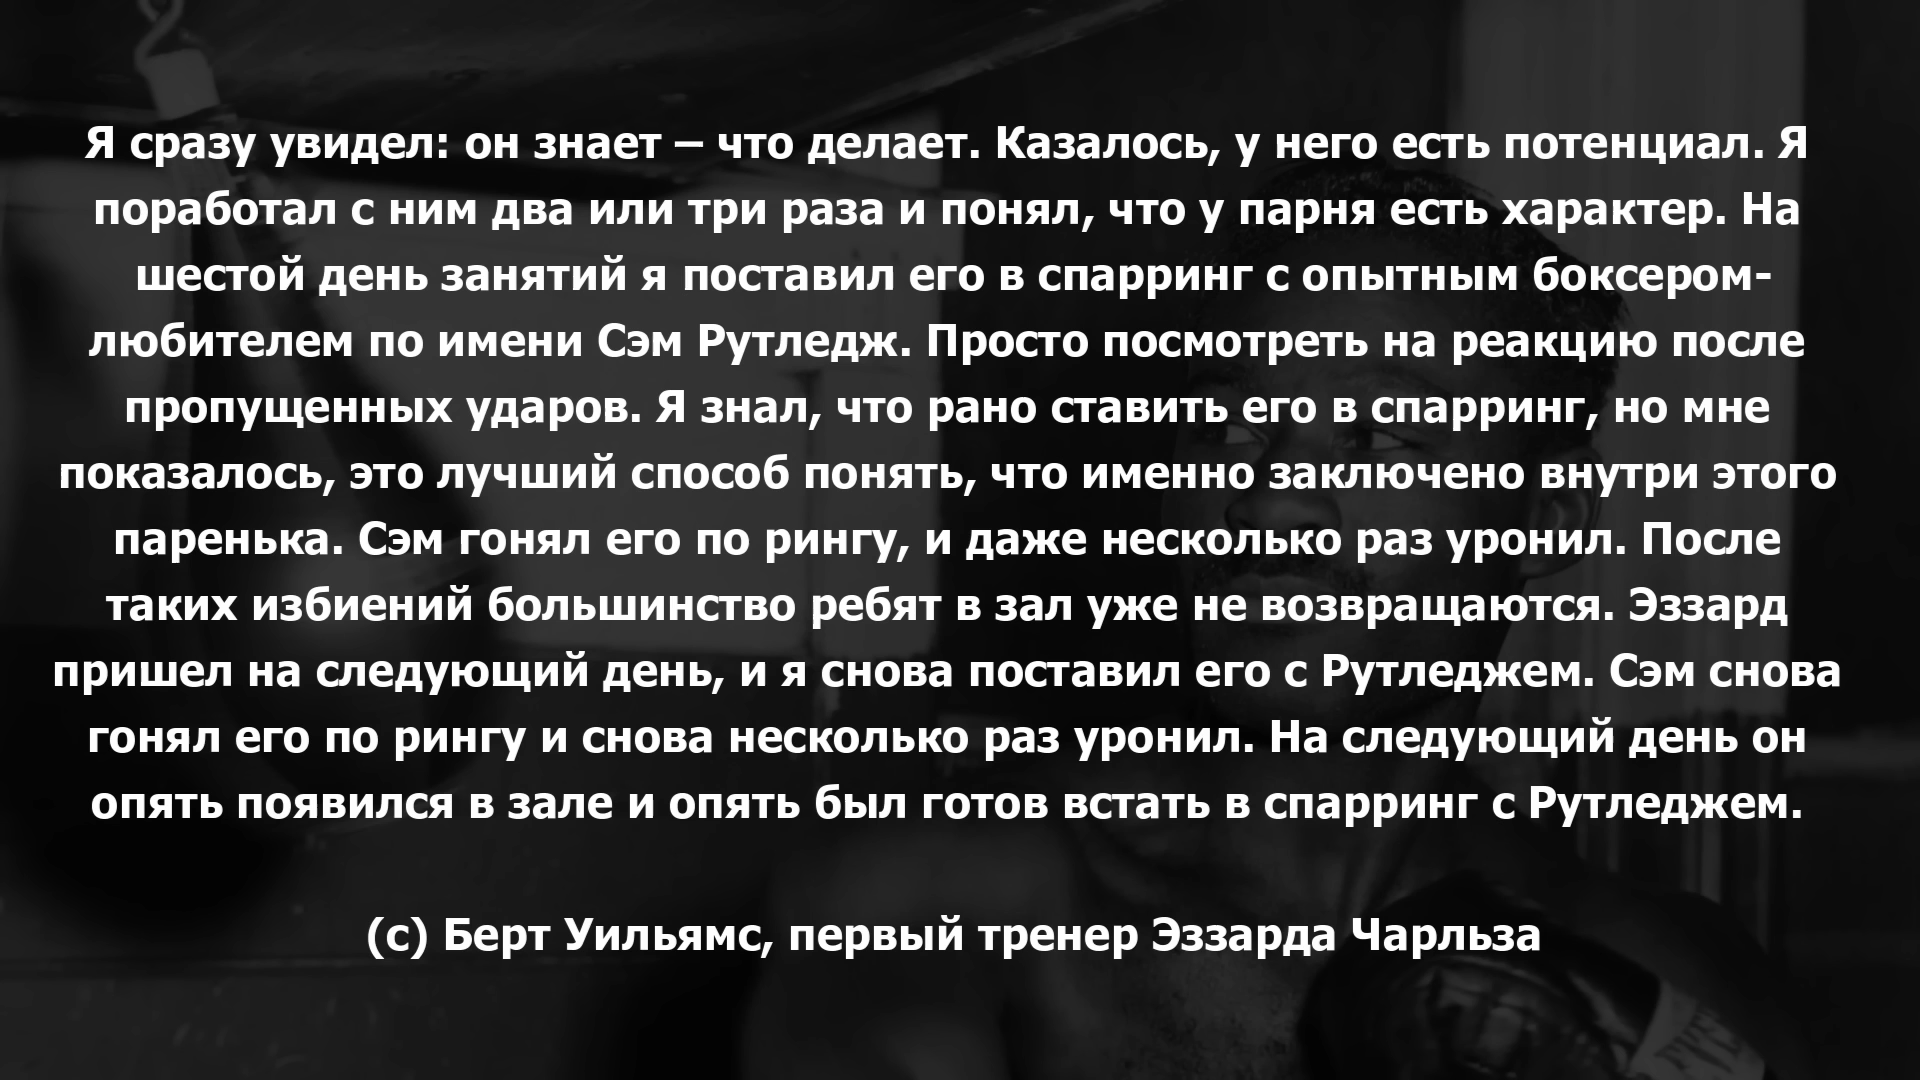 Я сразу увидел: он знает – что делает. Казалось, у него есть потенциал. Я
поработал с ним два или три раза и понял, что у парня есть характер. На
шестой день занятий я поставил его в спарринг с опытным боксером-
любителем по имени Сэм Рутледж. Просто посмотреть на реакцию после
пропущенных ударов. Я знал, что рано ставить его в спарринг, но мне
показалось, это лучший способ понять, что именно заключено внутри этого
паренька. Сэм гонял его по рингу, и даже несколько раз уронил. После
таких избиений большинство ребят в зал уже не возвращаются. Эззард
пришел на следующий день, и я снова поставил его с Рутледжем. Сэм снова
гонял его по рингу и снова несколько раз уронил. На следующий день он
опять появился в зале и опять был готов встать в спарринг с Рутледжем.
(с) Берт Уильямс, первый тренер Эззарда Чарльза